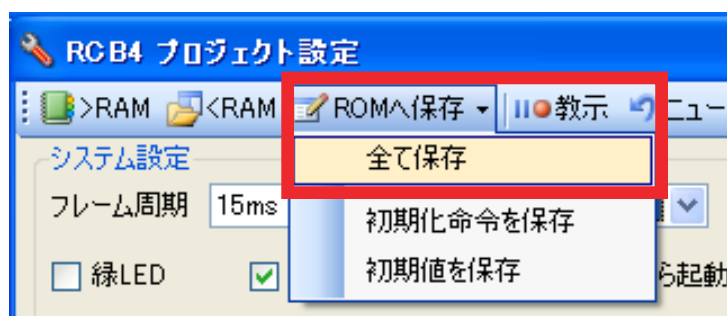 RCB4 プロジェクト設定
>RAM <RAM ROMへ保存 教示 ニュー
システム設定
全て保存
フレーム周期 15ms
初期化命令を保存
緑LED
初期値を保存
ら起動